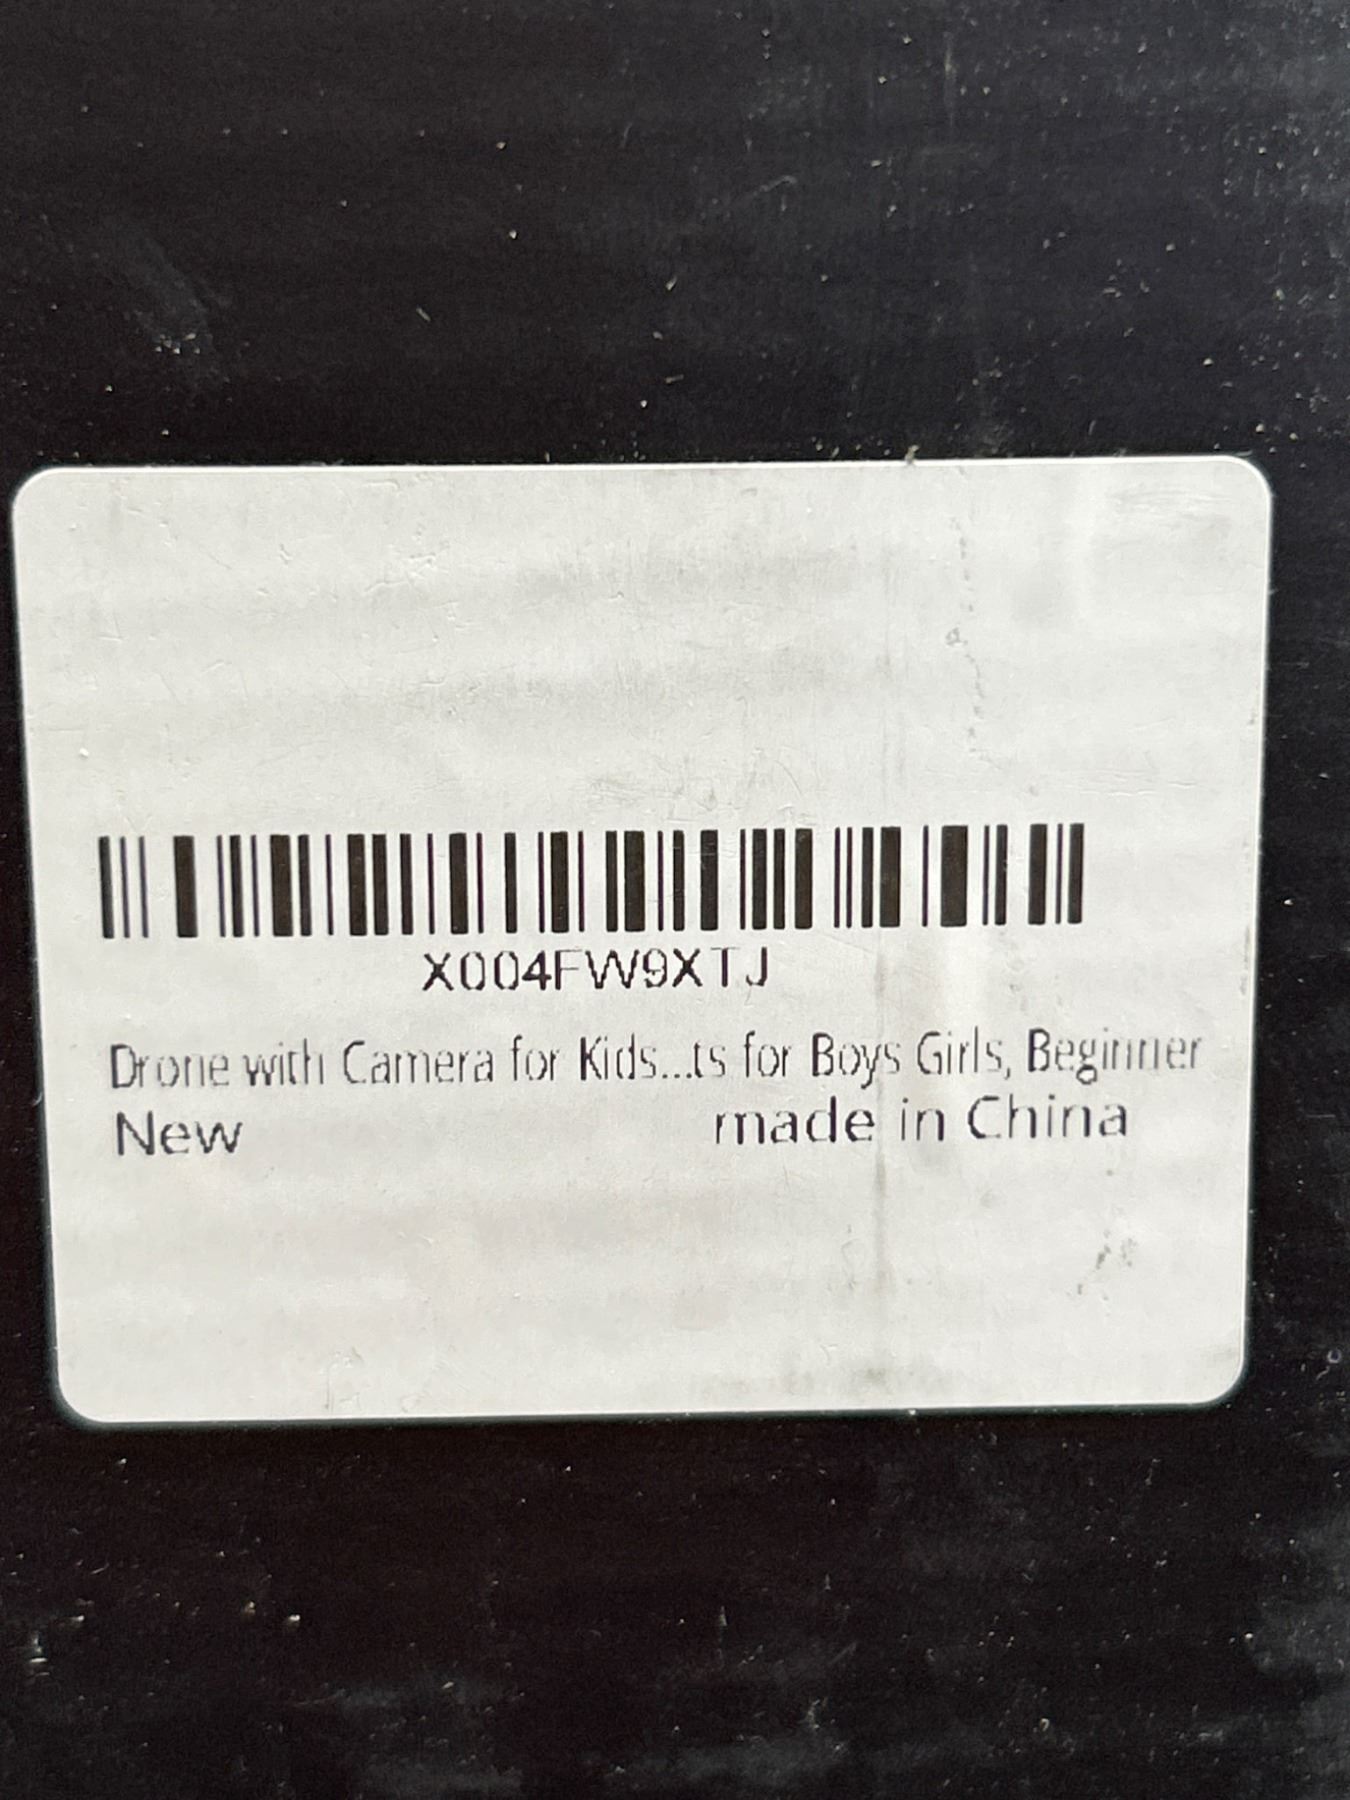 X004FW9XTJ
Drone with Camera for Kids...ts for Boys Girls, Beginner
New made in China